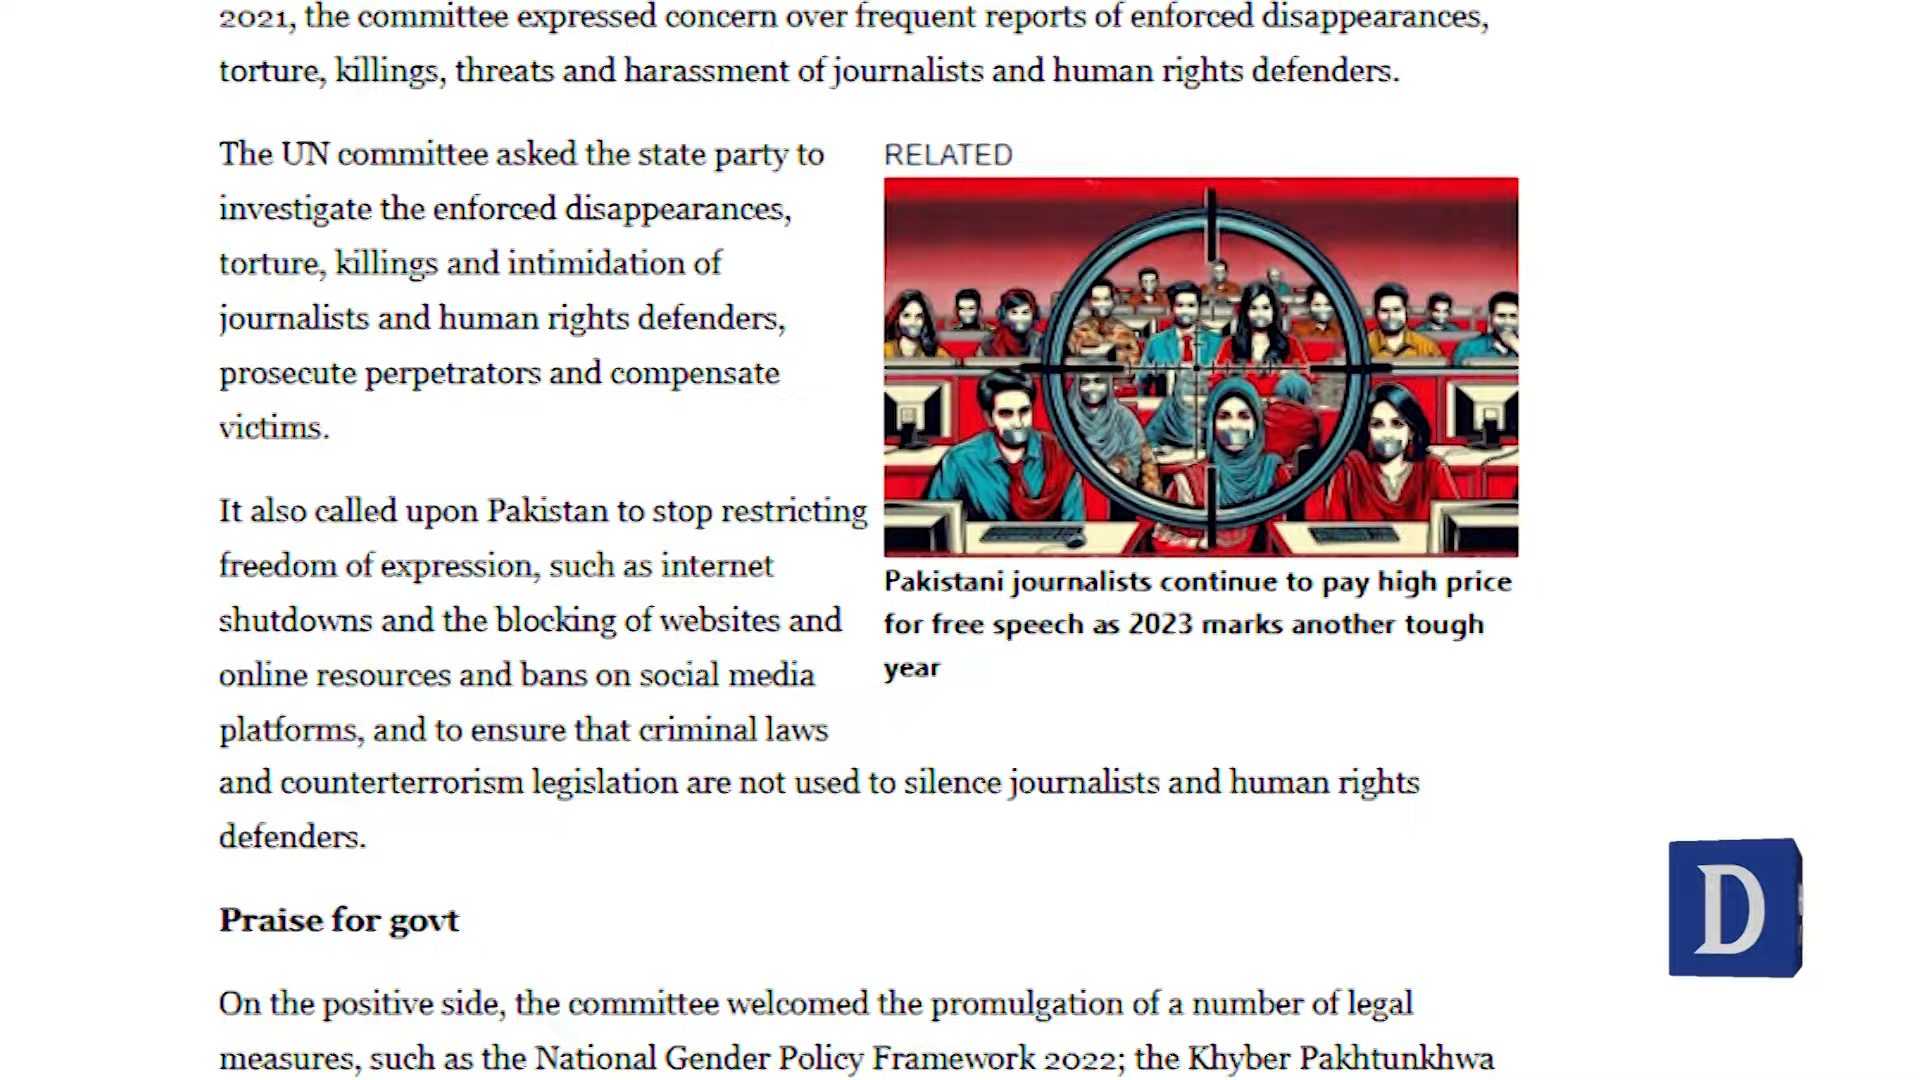 2021, the committee expressed concern over frequent reports of enforced disappearances,
torture, killings, threats and harassment of journalists and human rights defenders.
The UN committee asked the state party to
investigate the enforced disappearances,
torture, killings and intimidation of
journalists and human rights defenders,
prosecute perpetrators and compensate
victims.
It also called upon Pakistan to stop restricting
freedom of expression, such as internet
shutdowns and the blocking of websites and
online resources and bans on social media
platforms, and to ensure that criminal laws
and counterterrorism legislation are not used to silence journalists and human rights
defenders.
RELATED
Pakistani journalists continue to pay high price
for free speech as 2023 marks another tough
year
Praise for govt
On the positive side, the committee welcomed the promulgation of a number of legal
measures, such as the National Gender Policy Framework 2022; the Khyber Pakhtunkhwa
D